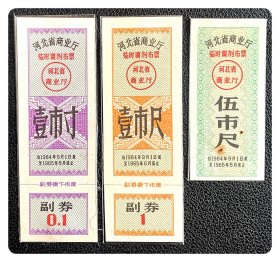 河北省商业厅
临时调剂布票
河北省
商业厅
壹市寸
自1964年9月1日起
至1965年8月底止
副券撕下作废
副券
0.1
河北省商业厅
临时调剂布票
河北省
商业厅
壹市尺
自1964年9月1日起
至1965年8月底止
副券撕下作废
副券
1
河北省商业厅
临时调剂布票
河北省
商业厅
伍市尺
自1964年9月1日起
至1965年8月底止